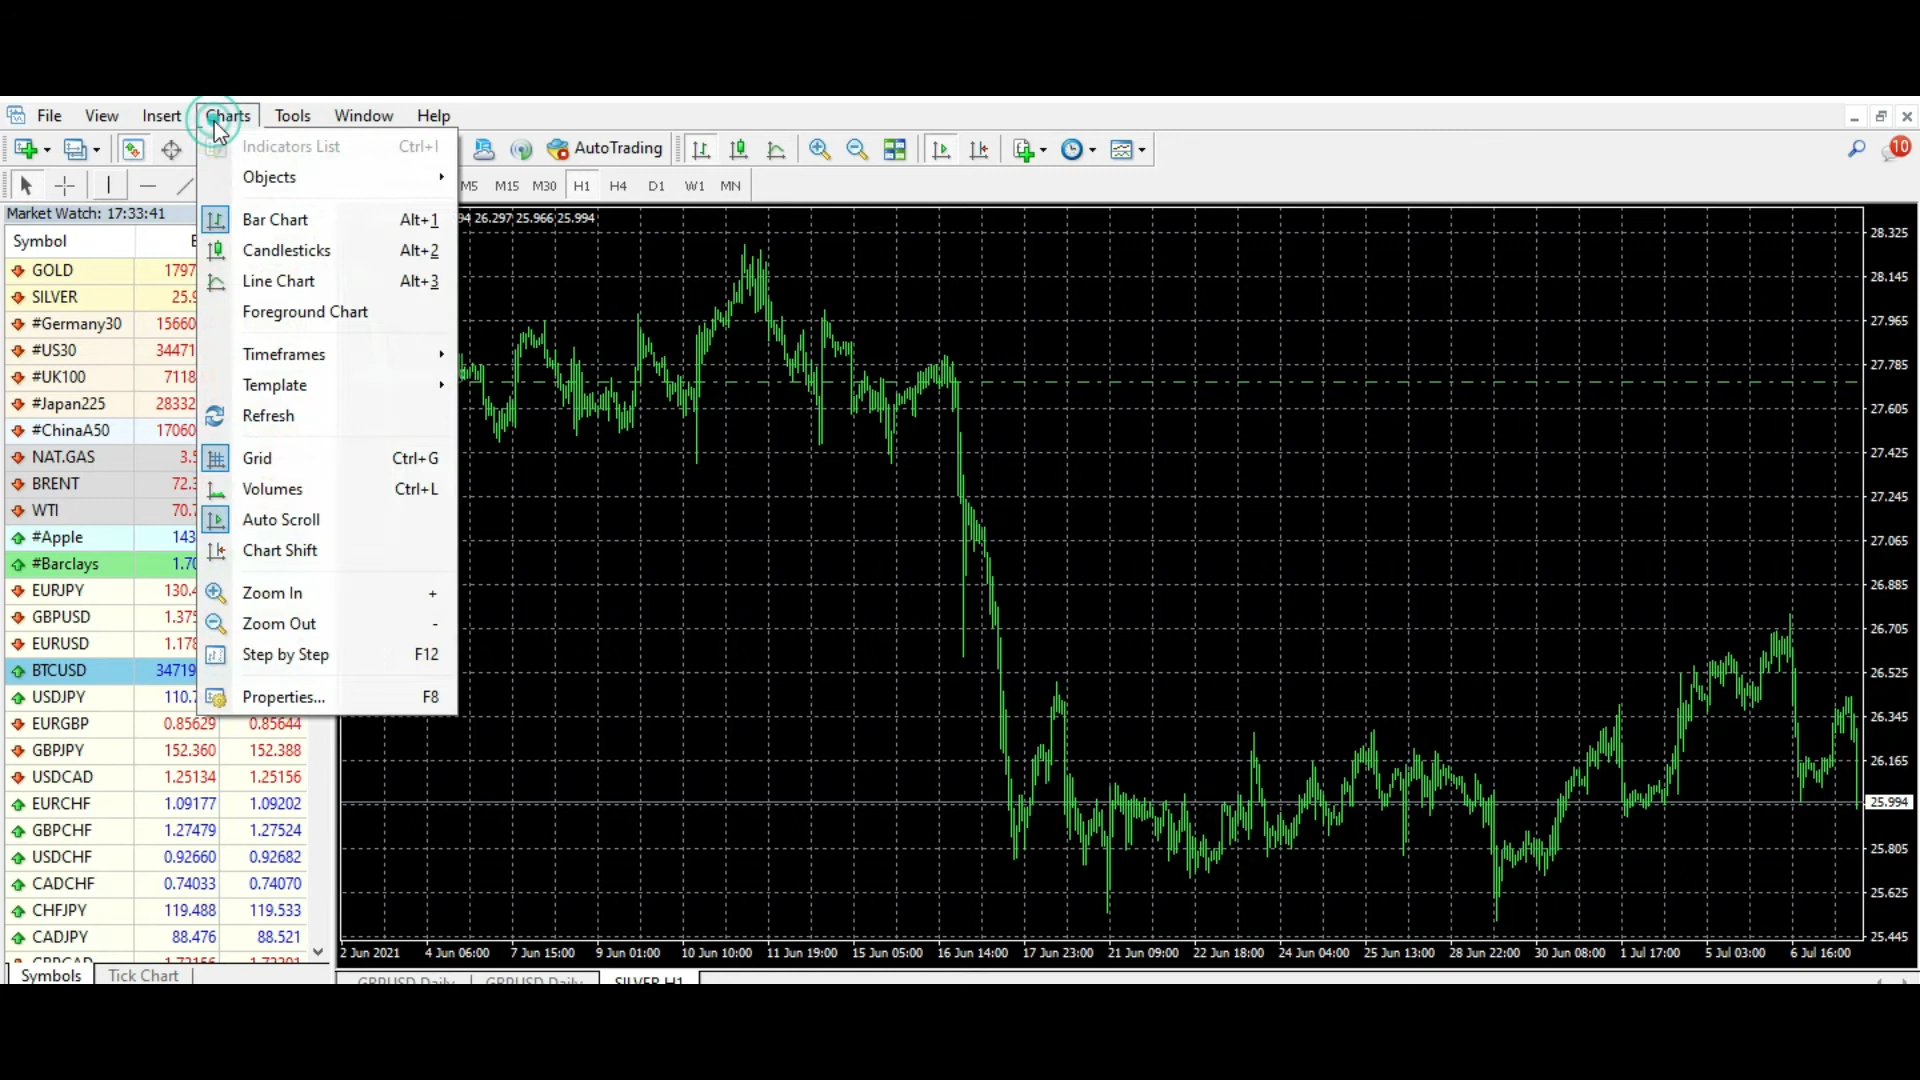 File View Insert Charts Tools Window Help
AutoTrading
10
M5 M15 M30 H1 H4 D1 W1 MN
Indicators List Ctrl+I
Objects
Bar Chart Alt+1
Candlesticks Alt+2
Line Chart Alt+3
Foreground Chart
Timeframes
Template
Refresh
Grid Ctrl+G
Volumes Ctrl+L
Auto Scroll
Chart Shift
Zoom In +
Zoom Out -
Step by Step F12
Properties... F8
Market Watch: 17:33:41
Symbol
GOLD 1797
SILVER 25.9
#Germany30 15660
#US30 34471
#UK100 7118
#Japan225 28332
#ChinaA50 17060
NAT.GAS 3.5
BRENT 72.3
WTI 70.7
#Apple 143
#Barclays 1.70
EURJPY 130.4
GBPUSD 1.375
EURUSD 1.178
BTCUSD 34719
USDJPY 110.7
EURGBP 0.85629 0.85644
GBPJPY 152.360 152.388
USDCAD 1.25134 1.25156
EURCHF 1.09177 1.09202
GBPCHF 1.27479 1.27524
USDCHF 0.92660 0.92682
CADCHF 0.74033 0.74070
CHFJPY 119.488 119.533
CADJPY 88.476 88.521
Symbols Tick Chart
94 26.297 25.966 25.994
28.325
28.145
27.965
27.785
27.605
27.425
27.245
27.065
26.885
26.705
26.525
26.345
26.165
25.994
25.805
25.625
25.445
2 Jun 2021 4 Jun 06:00 7 Jun 15:00 9 Jun 01:00 10 Jun 10:00 11 Jun 19:00 15 Jun 05:00 16 Jun 14:00 17 Jun 23:00 21 Jun 09:00 22 Jun 18:00 24 Jun 04:00 25 Jun 13:00 28 Jun 22:00 30 Jun 08:00 1 Jul 17:00 5 Jul 03:00 6 Jul 16:00
GBPUSD Daily GBPUSD Daily SILVER H1